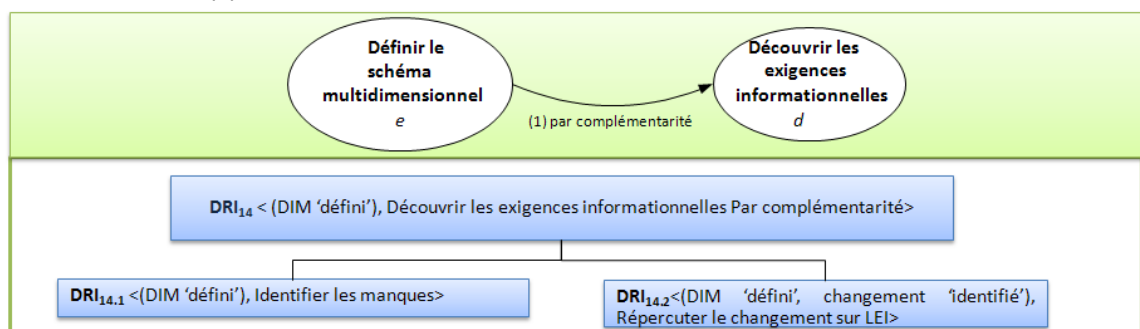 Définir le
schéma
multidimensionnel
e
(1) par complémentarité
Découvrir les
exigences
informationnelles
d
DRI14 < (DIM ‘défini’), Découvrir les exigences informationnelles Par complémentarité>
DRI14.1 <(DIM ‘défini’), Identifier les manques>
DRI14.2<(DIM ‘défini’, changement ‘identifié’),
Répercuter le changement sur LEI>